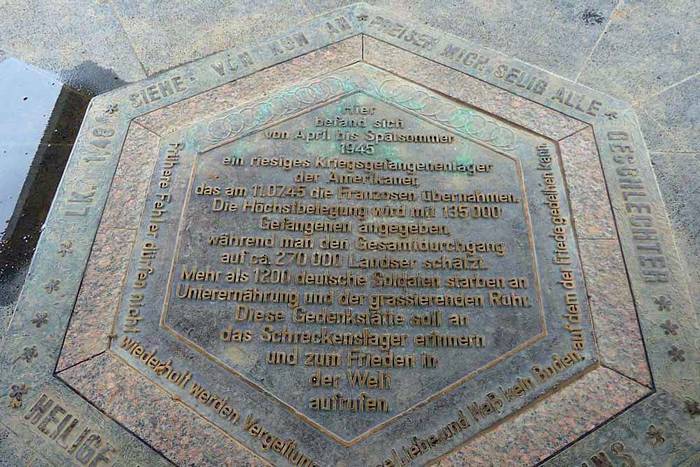 SIEHE VON NUN AN PREISEN MICH SELIG ALLE GESCHLECHTER
LK. 1/48
HEILIGE
Hier
befand sich
von April bis Spätsommer
1945
ein riesiges Kriegsgefangenenlager
der Amerikaner,
das am 11.07.45 die Franzosen übernahmen.
Die Höchstbelegung wird mit 135 000
Gefangenen angegeben,
während man den Gesamtdurchgang
auf ca. 270 000 Landser schätzt.
Mehr als 1200 deutsche Soldaten starben an
Unterernährung und der grassierenden Ruhr.
Diese Gedenkstätte soll an
das Schreckenslager erinnern
und zum Frieden in
der Welt
aufrufen.
Frühere Fehler dürfen nicht
wiederholt werden. Vergeltung
Liebe und Haß kein Boden, auf dem der Friede gedeihen kann.